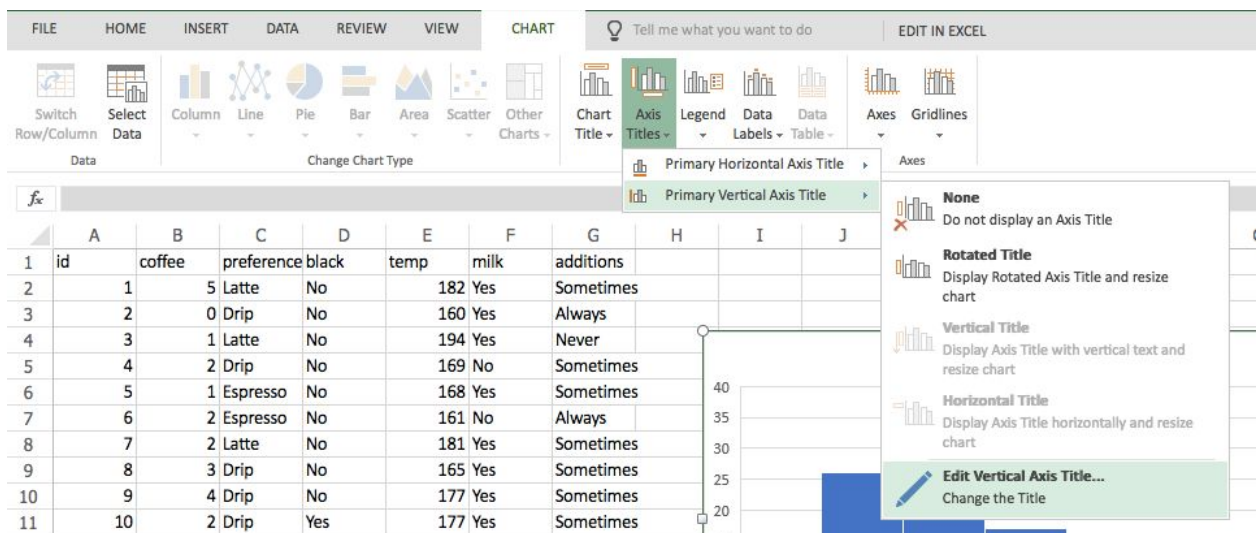 FILE HOME INSERT DATA REVIEW VIEW CHART Tell me what you want to do EDIT IN EXCEL
Switch Select Column Line Pie Bar Area Scatter Other Chart Axis Legend Data Data Axes Gridlines
Row/Column Data Charts Title Titles Labels Table
Data Change Chart Type Axes
Primary Horizontal Axis Title
Primary Vertical Axis Title
fx
None
Do not display an Axis Title
Rotated Title
Display Rotated Axis Title and resize
chart
Vertical Title
Display Axis Title with vertical text and
resize chart
Horizontal Title
Display Axis Title horizontally and resize
chart
Edit Vertical Axis Title...
Change the Title
A B C D E F G H I J
1 id coffee preference black temp milk additions
2 1 5 Latte No 182 Yes Sometimes
3 2 0 Drip No 160 Yes Always
4 3 1 Latte No 194 Yes Never
5 4 2 Drip No 169 No Sometimes
6 5 1 Espresso No 168 Yes Sometimes
7 6 2 Espresso No 161 No Always
8 7 2 Latte No 181 Yes Sometimes
9 8 3 Drip No 165 Yes Sometimes
10 9 4 Drip No 177 Yes Sometimes
11 10 2 Drip Yes 177 Yes Sometimes
40
35
30
25
20